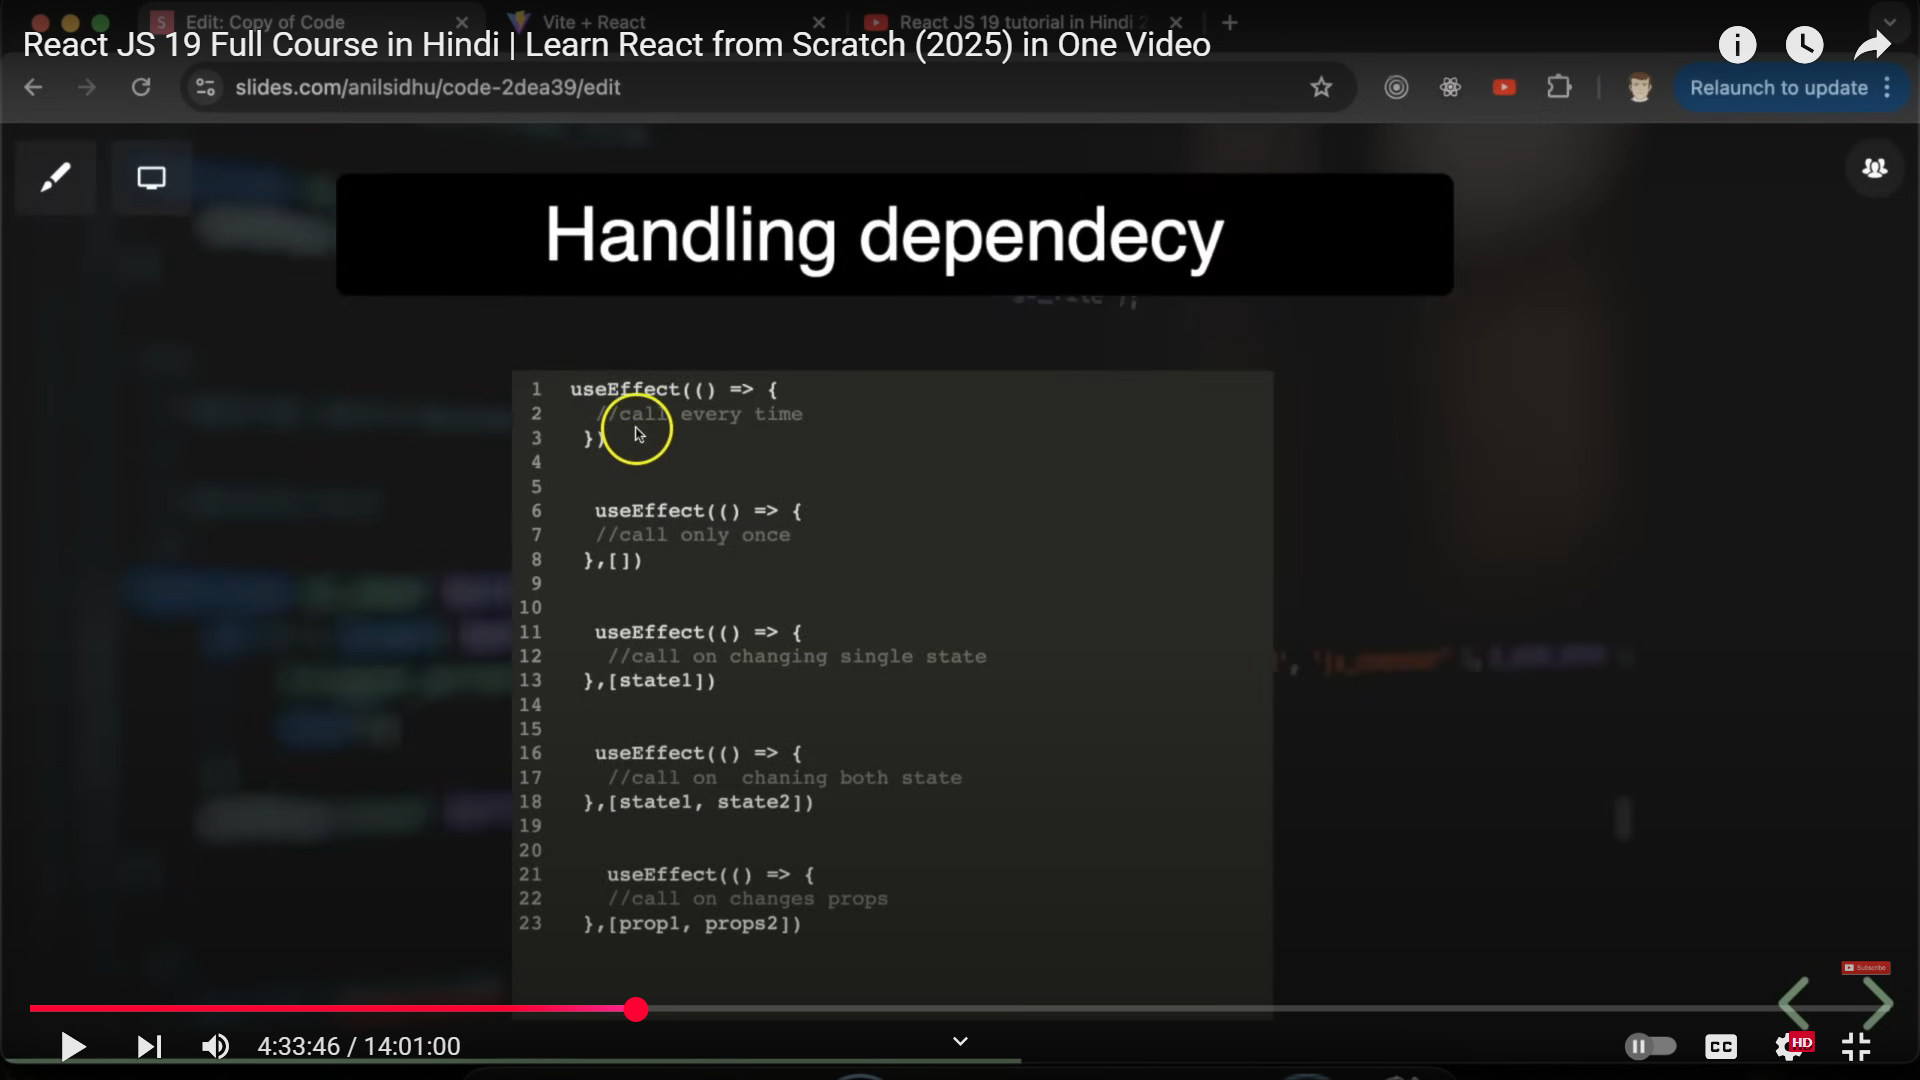 Edit: Copy of Code
Vite + React
React JS 19 tutorial in Hindi 2
React JS 19 Full Course in Hindi | Learn React from Scratch (2025) in One Video
slides.com/anilsidhu/code-2dea39/edit
Relaunch to update
Handling dependecy
1 useEffect(() => {
2 //call every time
3 })
4
5
6 useEffect(() => {
7 //call only once
8 },[])
9
10
11 useEffect(() => {
12 //call on changing single state
13 },[state1])
14
15
16 useEffect(() => {
17 //call on  chaning both state
18 },[state1, state2])
19
20
21 useEffect(() => {
22 //call on changes props
23 },[prop1, props2])
Subscribe
4:33:46 / 14:01:00
CC
HD